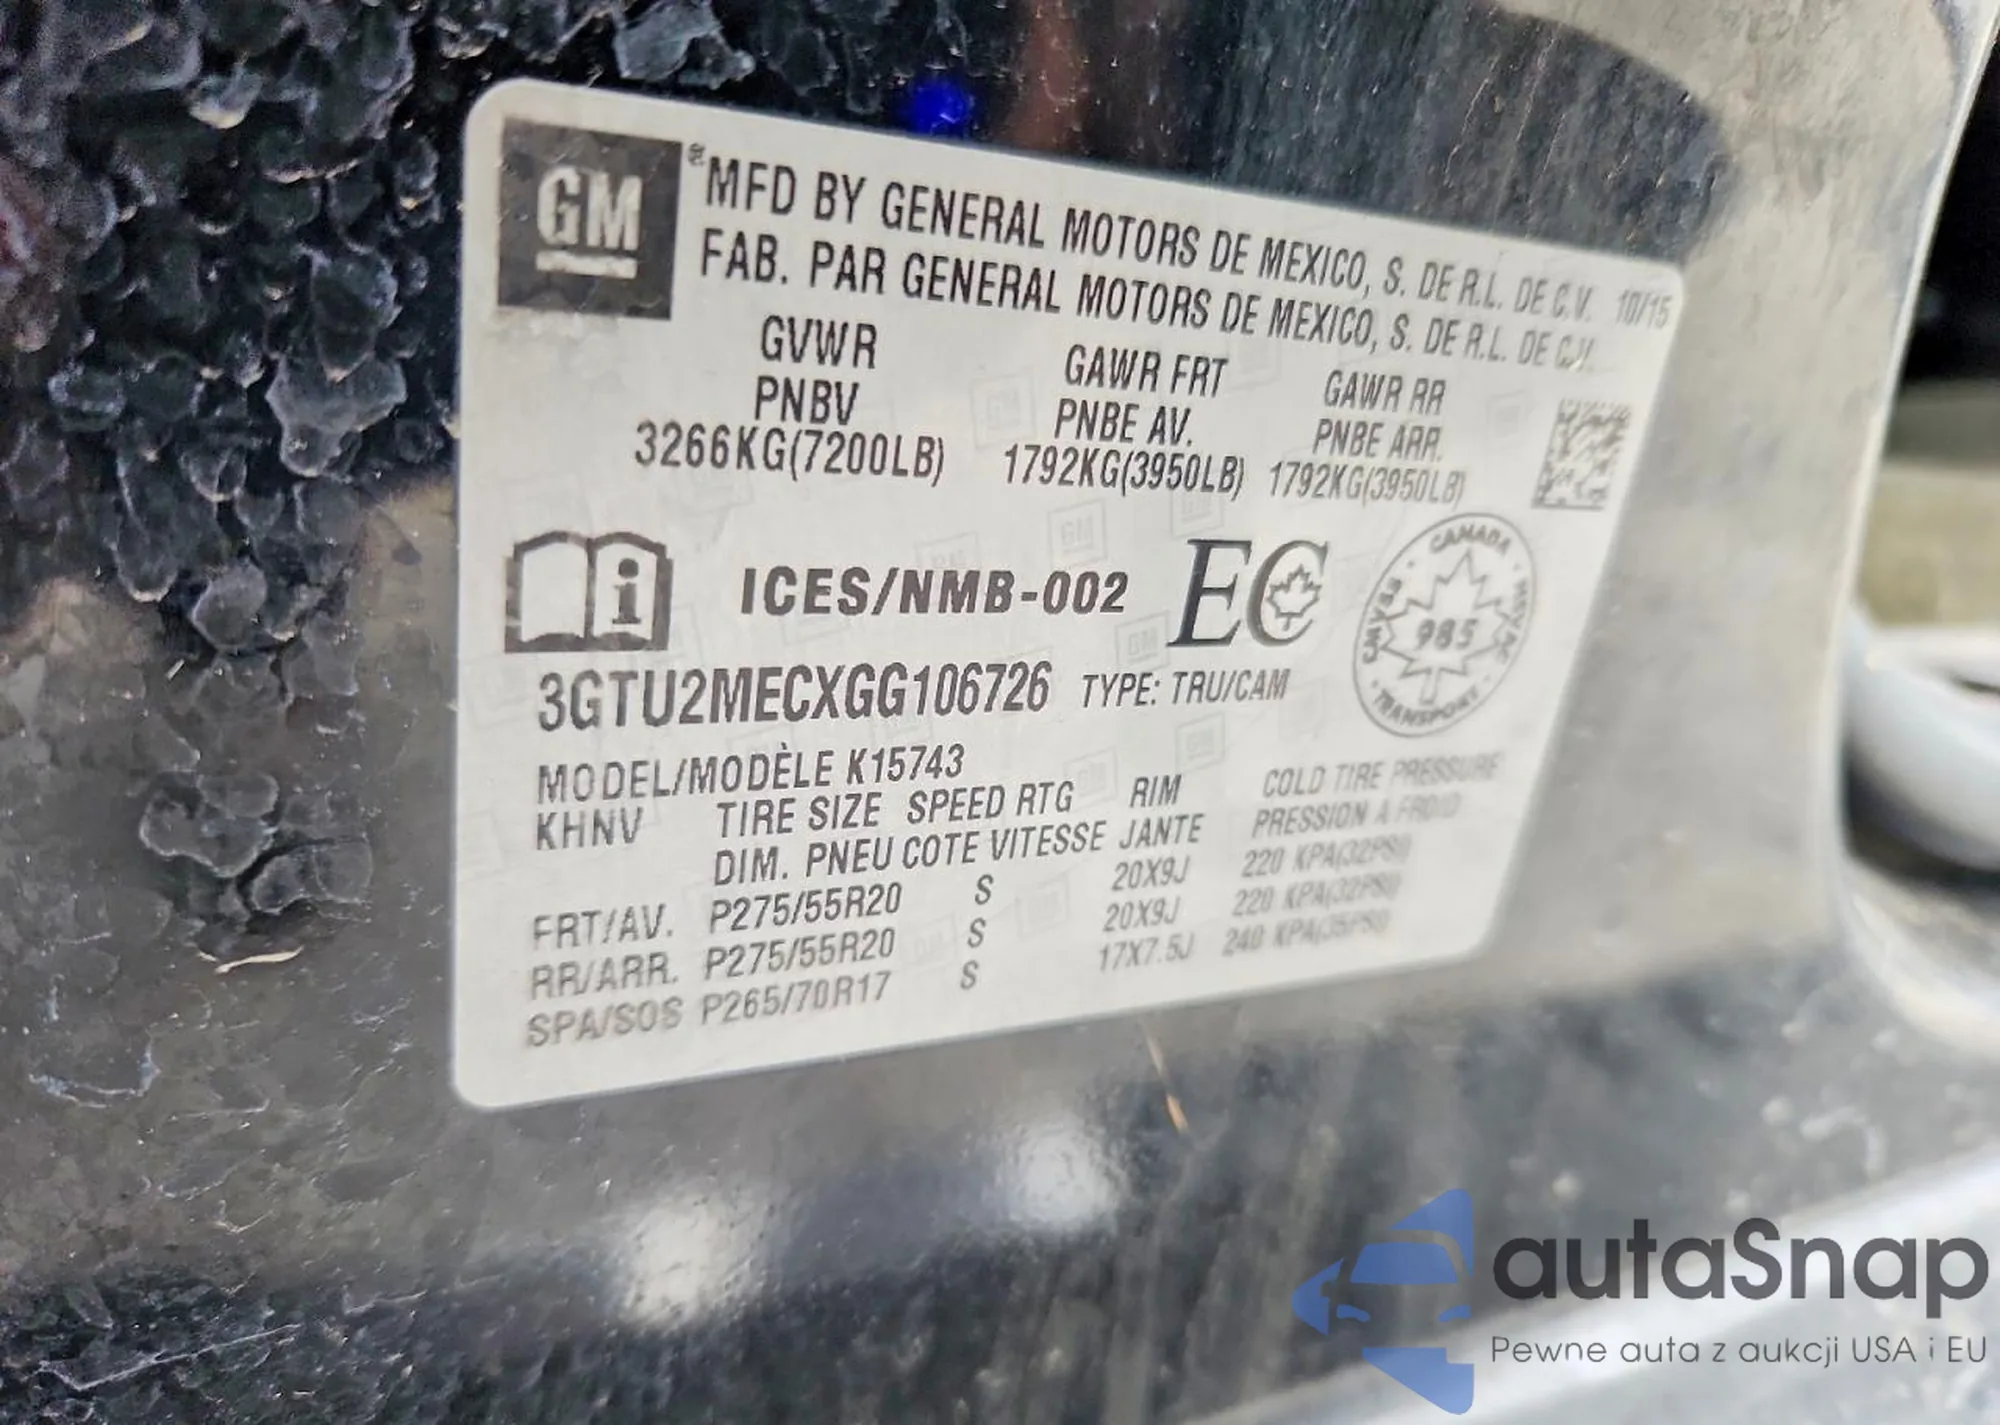 GM
® MFD BY GENERAL MOTORS DE MEXICO, S. DE R.L. DE C.V. 10/15
FAB. PAR GENERAL MOTORS DE MEXICO, S. DE R.L. DE C.V.
GVWR GAWR FRT GAWR RR
PNBV PNBE AV. PNBE ARR.
3266KG(7200LB) 1792KG(3950LB) 1792KG(3950LB)
i ICES/NMB-002 EC
CANADA
CMVSS
985
NSVAC
TRANSPORT
3GTU2MECXGG106726 TYPE: TRU/CAM
MODEL/MODÈLE K15743
KHNV TIRE SIZE SPEED RTG RIM COLD TIRE PRESSURE
DIM. PNEU COTE VITESSE JANTE PRESSION A FROID
FRT/AV. P275/55R20 S 20X9J 220 KPA(32PSI)
RR/ARR. P275/55R20 S 20X9J 220 KPA(32PSI)
SPA/SOS P265/70R17 S 17X7.5J 240 KPA(35PSI)
autaSnap
Pewne auta z aukcji USA i EU